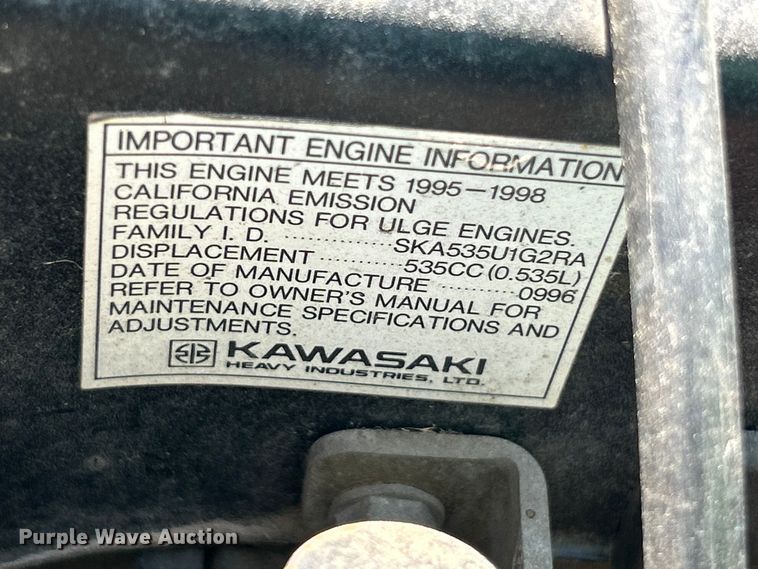 IMPORTANT ENGINE INFORMATION
THIS ENGINE MEETS 1995-1998
CALIFORNIA EMISSION
REGULATIONS FOR ULGE ENGINES.
FAMILY I. D. ................ SKA535U1G2RA
DISPLACEMENT ................ 535CC (0.535L)
DATE OF MANUFACTURE ......... 0996
REFER TO OWNER'S MANUAL FOR
MAINTENANCE SPECIFICATIONS AND
ADJUSTMENTS.
KAWASAKI
HEAVY INDUSTRIES, LTD.
Purple Wave Auction